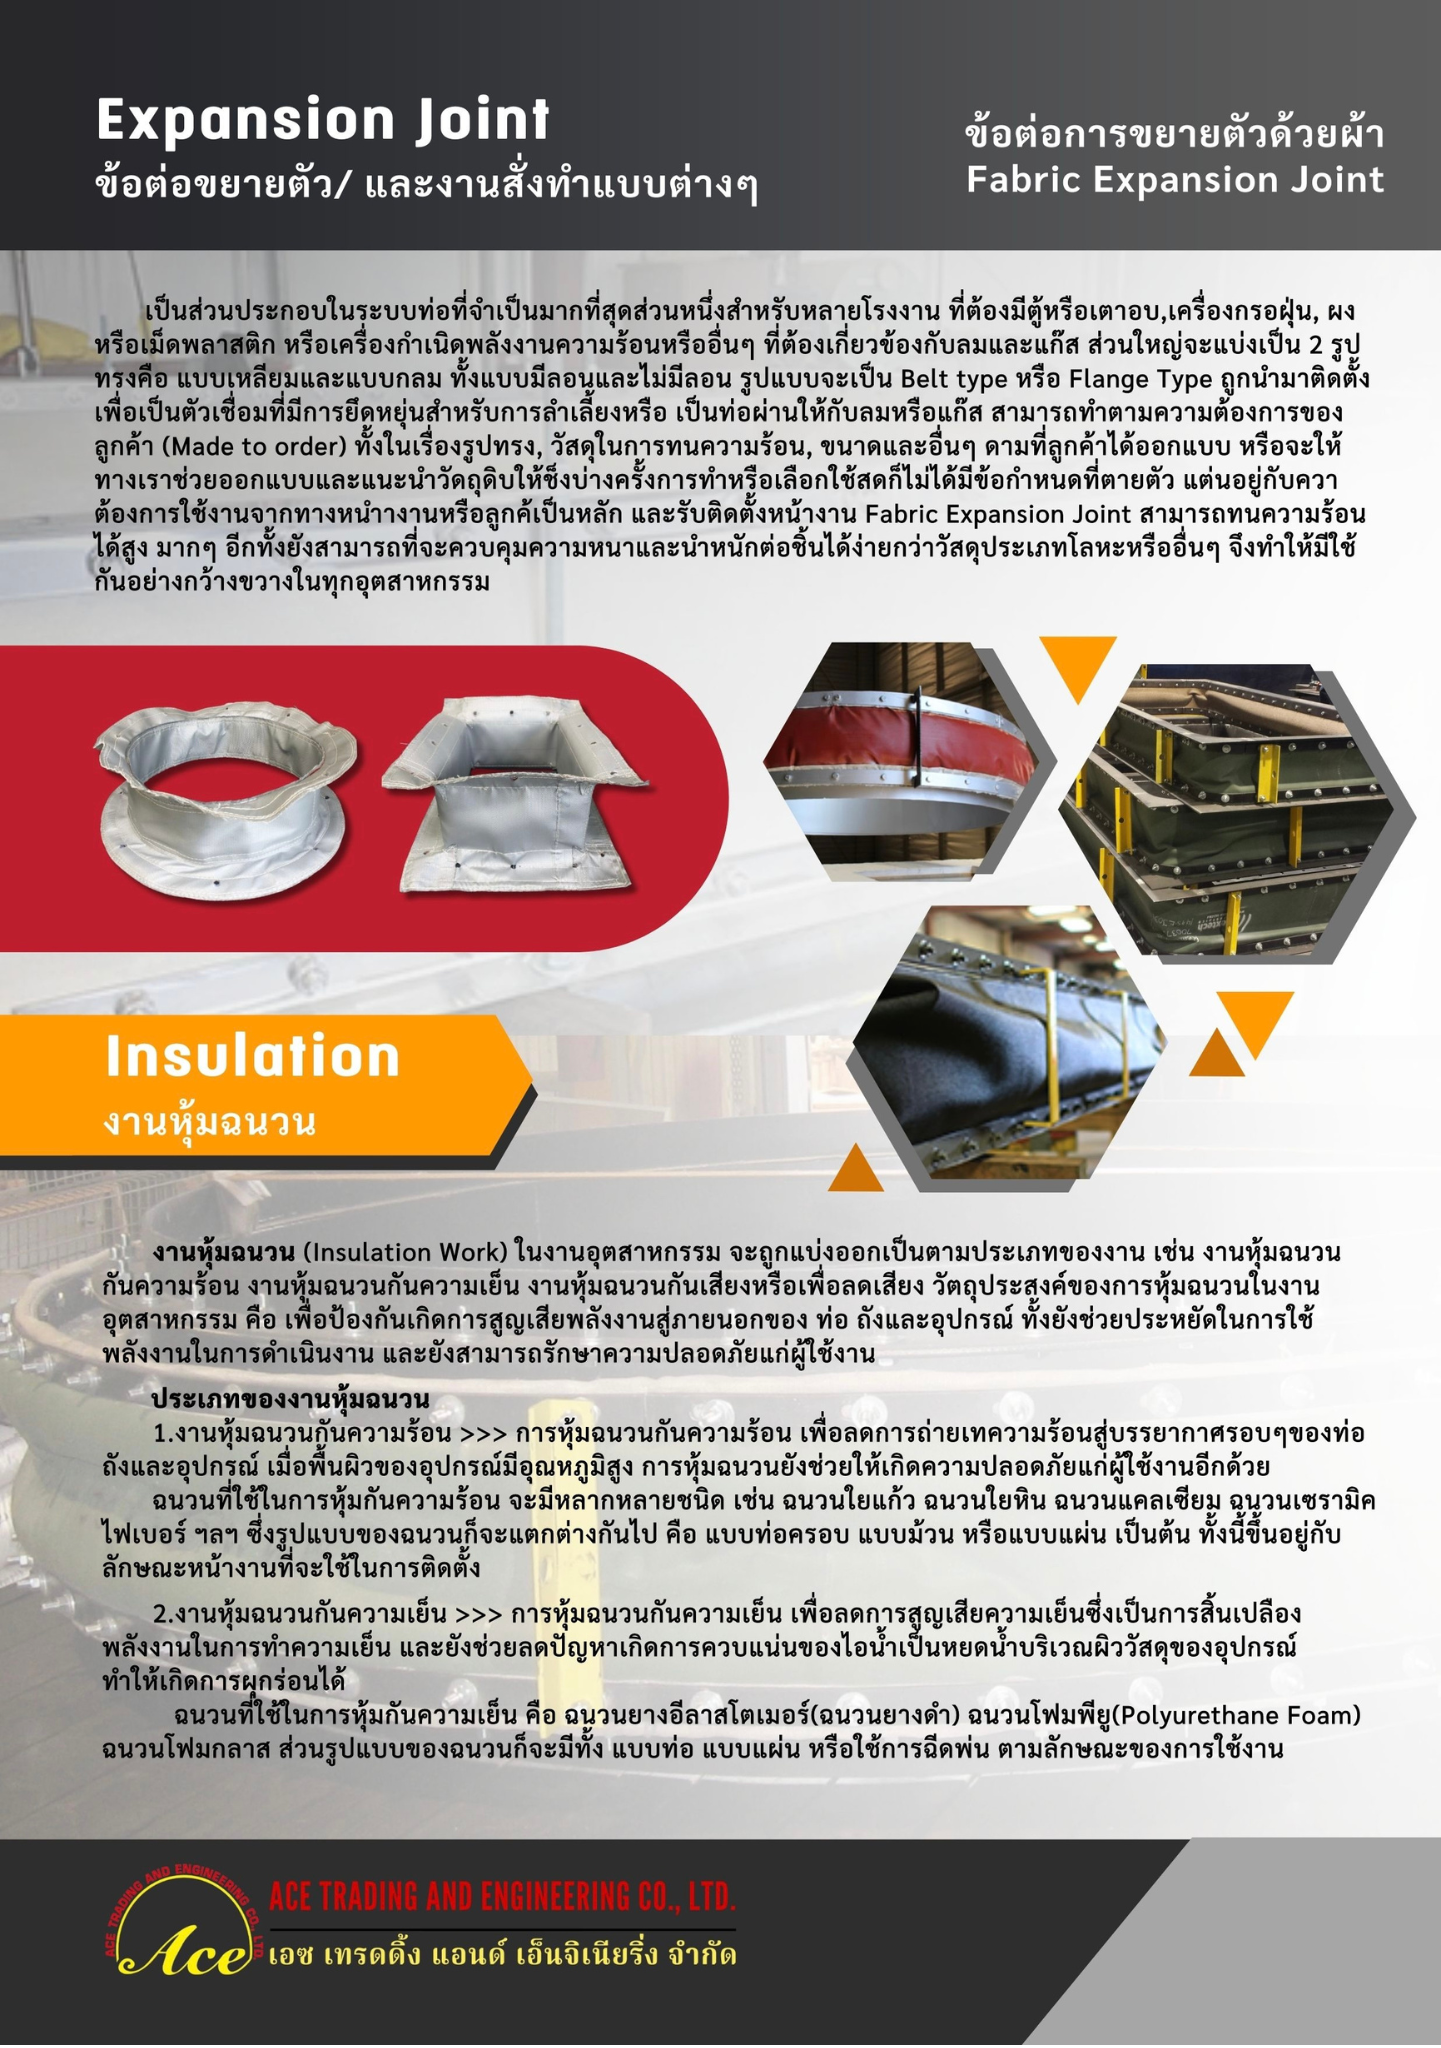 Expansion Joint
ข้อต่อขยายตัว/ และงานสั่งทำแบบต่างๆ
ข้อต่อการขยายตัวด้วยผ้า
Fabric Expansion Joint
เป็นส่วนประกอบในระบบท่อที่จำเป็นมากที่สุดส่วนหนึ่งสำหรับหลายโรงงาน ที่ต้องมีตู้หรือเตาอบ,เครื่องกรอฝุ่น, ผง
หรือเม็ดพลาสติก หรือเครื่องกำเนิดพลังงานความร้อนหรืออื่นๆ ที่ต้องเกี่ยวข้องกับลมและแก๊ส ส่วนใหญ่จะแบ่งเป็น 2 รูป
ทรงคือ แบบเหลี่ยมและแบบกลม ทั้งแบบมีลอนและไม่มีลอน รูปแบบจะเป็น Belt type หรือ Flange Type ถูกนำมาติดตั้ง
เพื่อเป็นตัวเชื่อมที่มีการยึดหยุ่นสำหรับการลำเลี้ยงหรือ เป็นท่อผ่านให้กับลมหรือแก๊ส สามารถทำตามความต้องการของ
ลูกค้า (Made to order) ทั้งในเรื่องรูปทรง, วัสดุในการทนความร้อน, ขนาดและอื่นๆ ดามที่ลูกค้าได้ออกแบบ หรือจะให้
ทางเราช่วยออกแบบและแนะนำวัดถุดิบให้ซึ่งบ่างครั้งการทำหรือเลือกใช้สดก็ไม่ได้มีข้อกำหนดที่ตายตัว แต่นอยู่กับควา
ต้องการใช้งานจากทางหนำางานหรือลูกค้เป็นหลัก และรับติดตั้งหน้างาน Fabric Expansion Joint สามารถทนความร้อน
ได้สูง มากๆ อีกทั้งยังสามารถที่จะควบคุมความหนาและนำหนักต่อชิ้นได้ง่ายกว่าวัสดุประเภทโลหะหรืออื่นๆ จึงทำให้มีใช้
กันอย่างกว้างขวางในทุกอุตสาหกรรม
Insulation
งานหุ้มฉนวน
งานหุ้มฉนวน (Insulation Work) ในงานอุตสาหกรรม จะถูกแบ่งออกเป็นตามประเภทของงาน เช่น งานหุ้มฉนวน
กันความร้อน งานหุ้มฉนวนกันความเย็น งานหุ้มฉนวนกันเสียงหรือเพื่อลดเสียง วัตถุประสงค์ของการหุ้มฉนวนในงาน
อุตสาหกรรม คือ เพื่อป้องกันเกิดการสูญเสียพลังงานสู่ภายนอกของ ท่อ ถังและอุปกรณ์ ทั้งยังช่วยประหยัดในการใช้
พลังงานในการดำเนินงาน และยังสามารถรักษาความปลอดภัยแก่ผู้ใช้งาน
ประเภทของงานหุ้มฉนวน
1.งานหุ้มฉนวนกันความร้อน >>> การหุ้มฉนวนกันความร้อน เพื่อลดการถ่ายเทความร้อนสู่บรรยากาศรอบๆของท่อ
ถังและอุปกรณ์ เมื่อพื้นผิวของอุปกรณ์มีอุณหภูมิสูง การหุ้มฉนวนยังช่วยให้เกิดความปลอดภัยแก่ผู้ใช้งานอีกด้วย
ฉนวนที่ใช้ในการหุ้มกันความร้อน จะมีหลากหลายชนิด เช่น ฉนวนใยแก้ว ฉนวนใยหิน ฉนวนแคลเซียม ฉนวนเซรามิค
ไฟเบอร์ ฯลฯ ซึ่งรูปแบบของฉนวนก็จะแตกต่างกันไป คือ แบบท่อครอบ แบบม้วน หรือแบบแผ่น เป็นต้น ทั้งนี้ขึ้นอยู่กับ
ลักษณะหน้างานที่จะใช้ในการติดตั้ง
2.งานหุ้มฉนวนกันความเย็น >>> การหุ้มฉนวนกันความเย็น เพื่อลดการสูญเสียความเย็นซึ่งเป็นการสิ้นเปลือง
พลังงานในการทำความเย็น และยังช่วยลดปัญหาเกิดการควบแน่นของไอน้ำเป็นหยดน้ำบริเวณผิววัสดุของอุปกรณ์
ทำให้เกิดการผุกร่อนได้
ฉนวนที่ใช้ในการหุ้มกันความเย็น คือ ฉนวนยางอีลาสโตเมอร์(ฉนวนยางดำ) ฉนวนโฟมพียู(Polyurethane Foam)
ฉนวนโฟมกลาส ส่วนรูปแบบของฉนวนก็จะมีทั้ง แบบท่อ แบบแผ่น หรือใช้การฉีดพ่น ตามลักษณะของการใช้งาน
ACE TRADING AND ENGINEERING CO., LTD.
Ace
ACE TRADING AND ENGINEERING CO., LTD.
เอซ เทรดดิ้ง แอนด์ เอ็นจิเนียริ่ง จำกัด